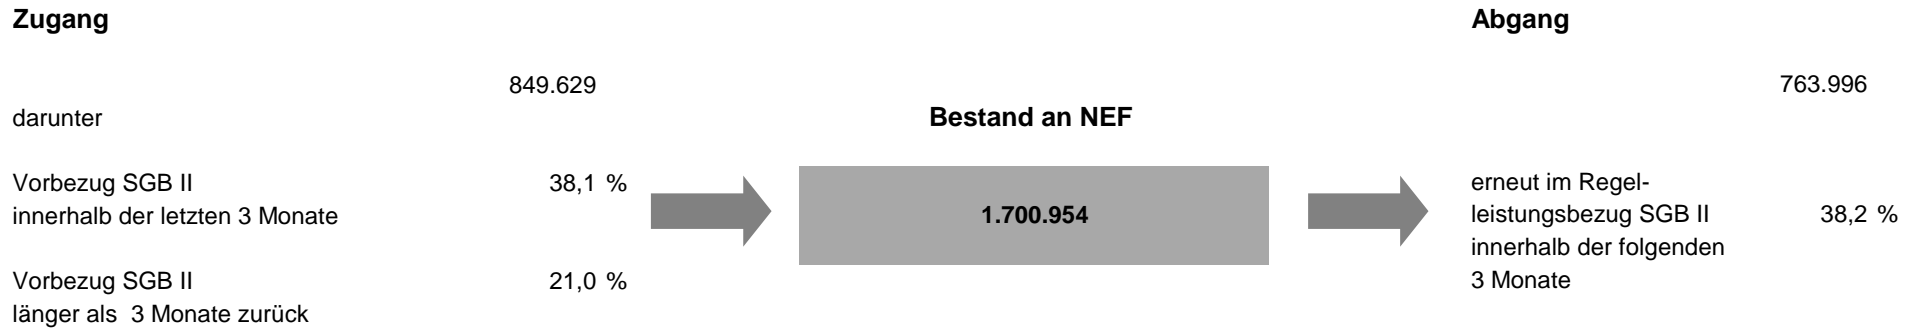 Zugang
849.629
darunter
Vorbezug SGB II 38,1 %
innerhalb der letzten 3 Monate
Vorbezug SGB II 21,0 %
länger als 3 Monate zurück
Bestand an NEF
1.700.954
Abgang
763.996
erneut im Regel-
leistungsbezug SGB II 38,2 %
innerhalb der folgenden
3 Monate